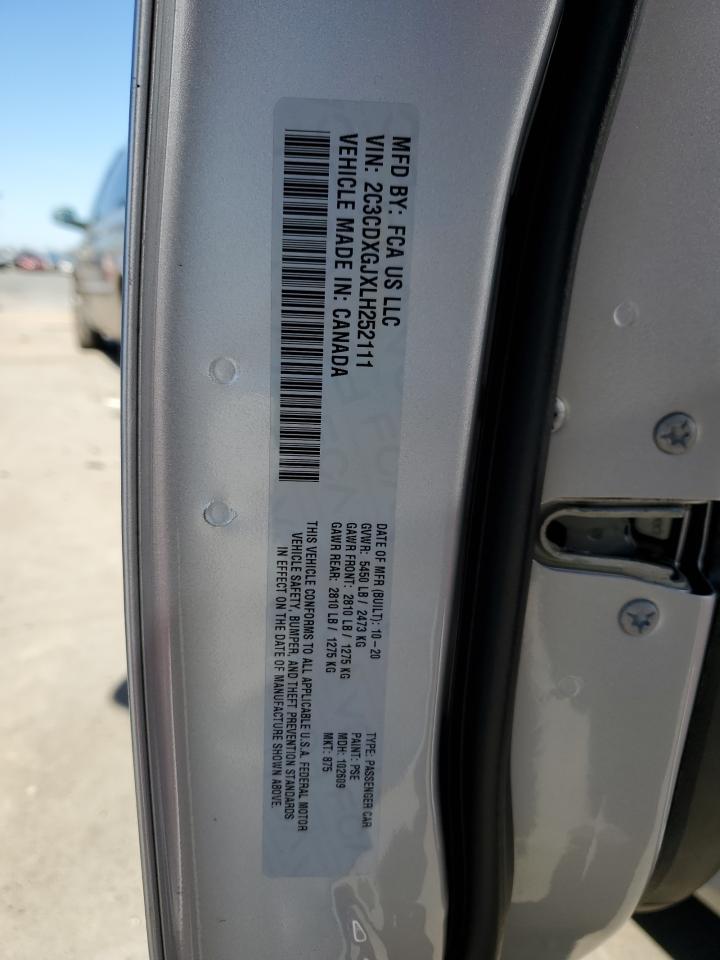 MFD BY: FCA US LLC
VIN: 2C3CDXGJXLH252111
VEHICLE MADE IN: CANADA
DATE OF MFR (BUILT): 10-20
GVWR: 5450 LB / 2473 KG
GAWR FRONT: 2810 LB / 1275 KG
GAWR REAR: 2810 LB / 1275 KG
THIS VEHICLE CONFORMS TO ALL APPLICABLE U.S.A. FEDERAL MOTOR
VEHICLE SAFETY, BUMPER, AND THEFT PREVENTION STANDARDS
IN EFFECT ON THE DATE OF MANUFACTURE SHOWN ABOVE.
TYPE: PASSENGER CAR
PAINT: PSE
MDH: 102609
MKT: 875